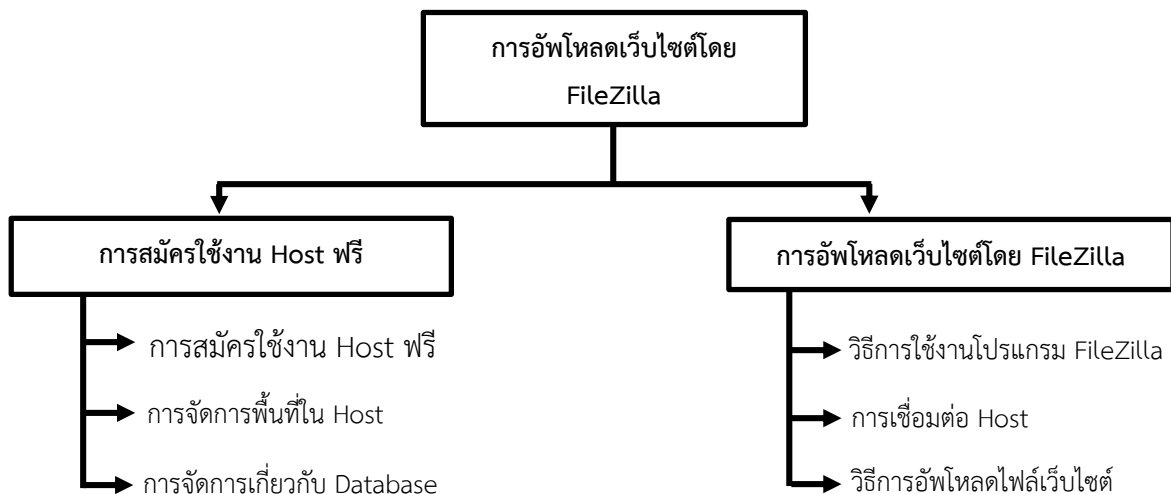 การอัพโหลดเว็บไซต์โดย
FileZilla
การสมัครใช้งาน Host ฟรี
การสมัครใช้งาน Host ฟรี
การจัดการพื้นที่ใน Host
การจัดการเกี่ยวกับ Database
การอัพโหลดเว็บไซต์โดย FileZilla
วิธีการใช้งานโปรแกรม FileZilla
การเชื่อมต่อ Host
วิธีการอัพโหลดไฟล์เว็บไซต์